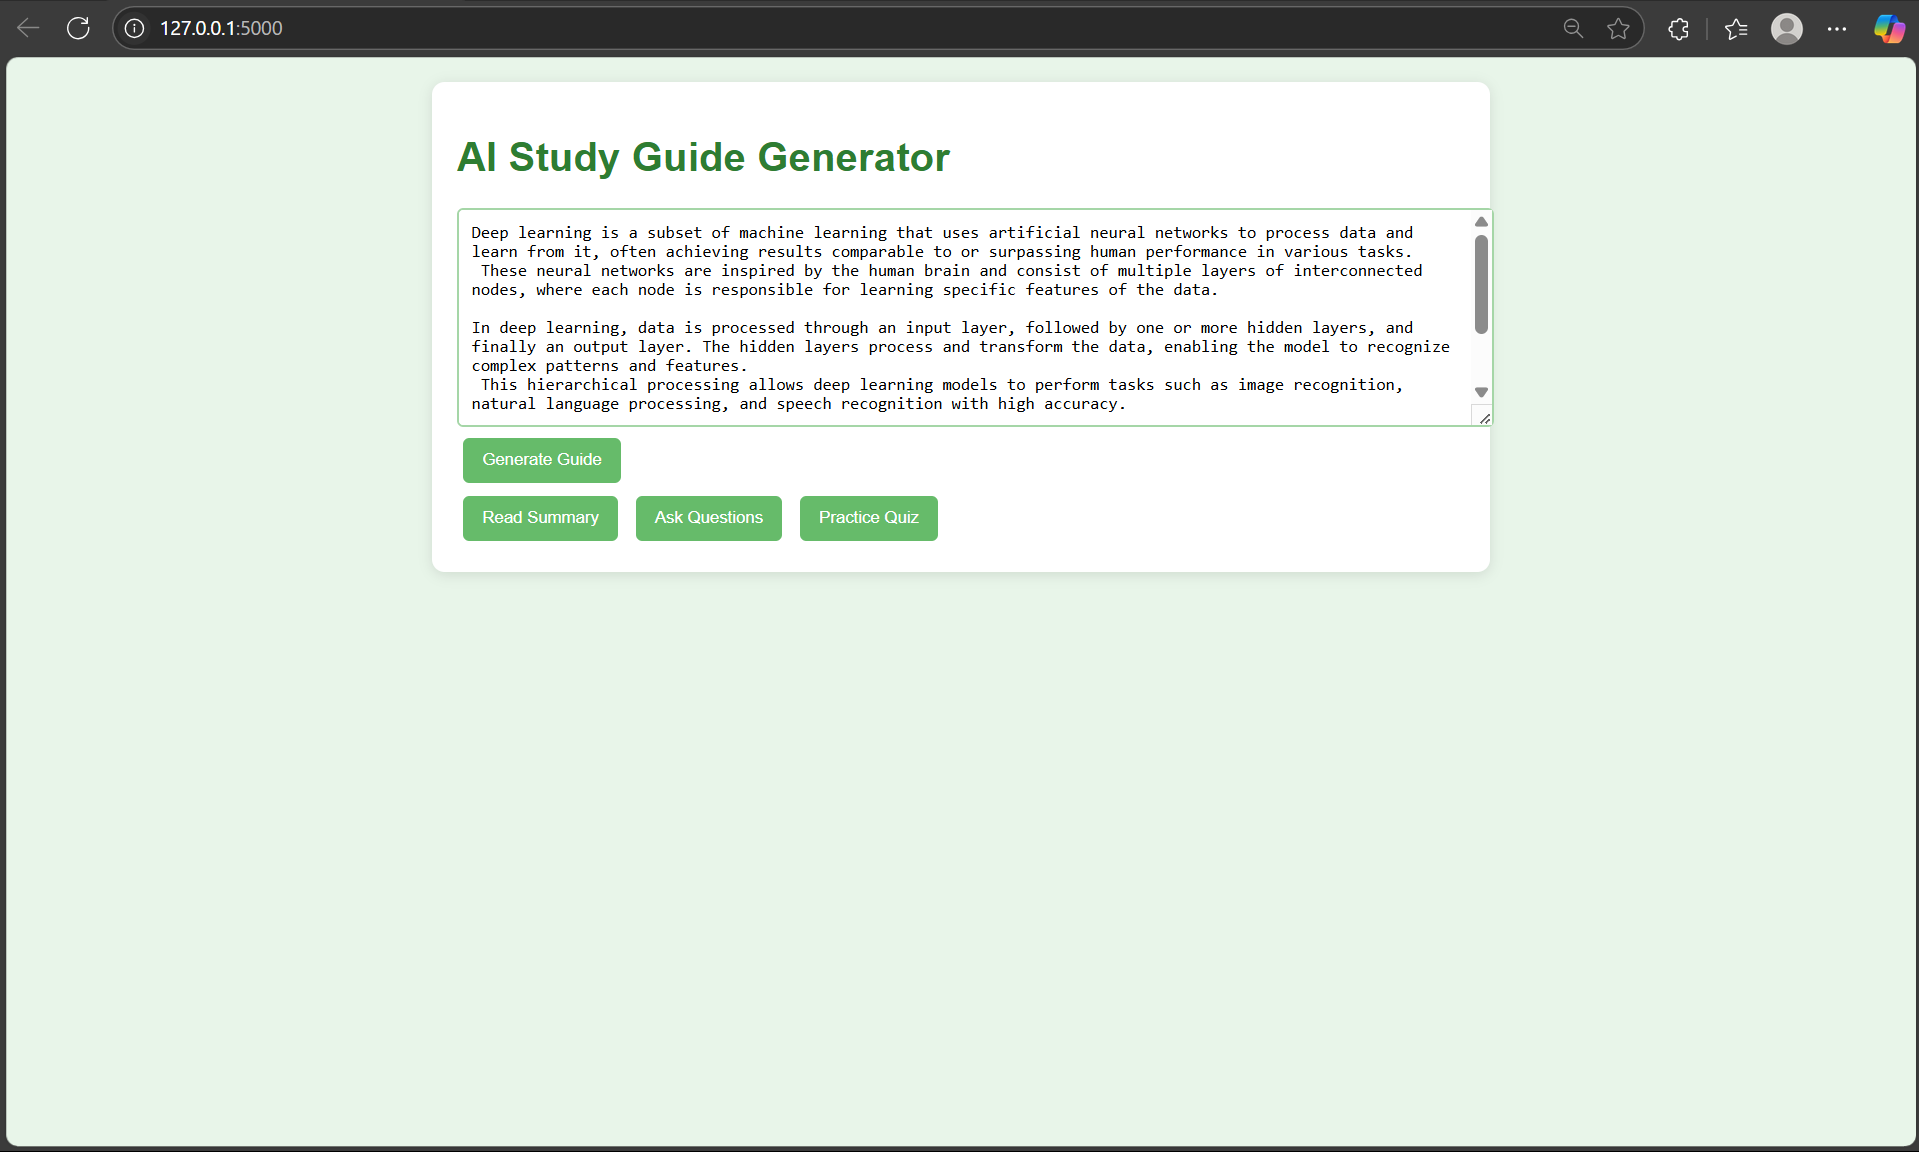 127.0.0.1:5000
AI Study Guide Generator
Deep learning is a subset of machine learning that uses artificial neural networks to process data and
learn from it, often achieving results comparable to or surpassing human performance in various tasks.
These neural networks are inspired by the human brain and consist of multiple layers of interconnected
nodes, where each node is responsible for learning specific features of the data.
In deep learning, data is processed through an input layer, followed by one or more hidden layers, and
finally an output layer. The hidden layers process and transform the data, enabling the model to recognize
complex patterns and features.
This hierarchical processing allows deep learning models to perform tasks such as image recognition,
natural language processing, and speech recognition with high accuracy.
Generate Guide
Read Summary Ask Questions Practice Quiz